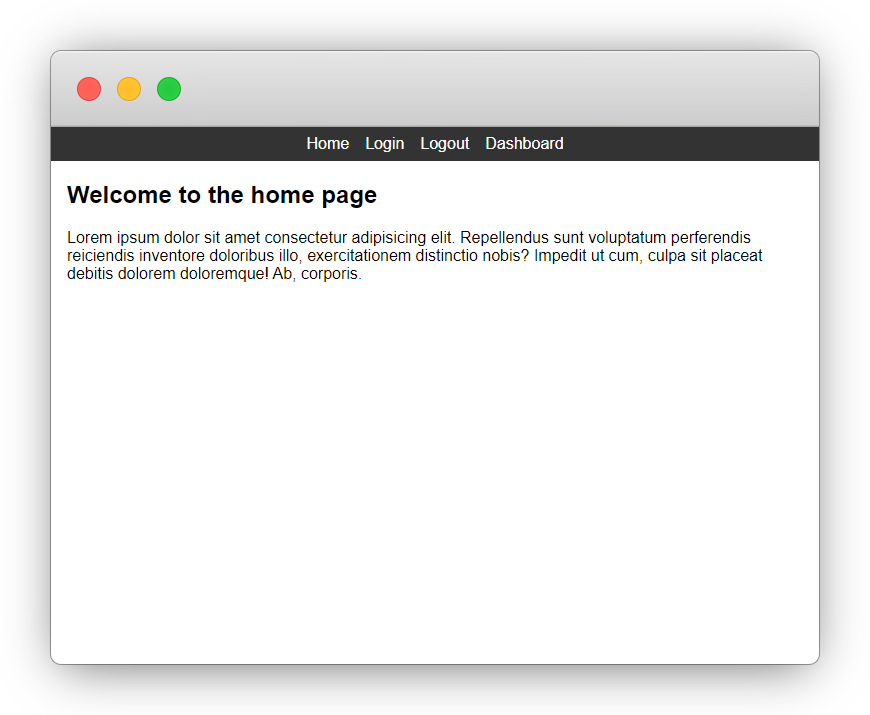 Home Login Logout Dashboard
Welcome to the home page
Lorem ipsum dolor sit amet consectetur adipisicing elit. Repellendus sunt voluptatum perferendis
reiciendis inventore doloribus illo, exercitationem distinctio nobis? Impedit ut cum, culpa sit placeat
debitis dolorem doloremque! Ab, corporis.